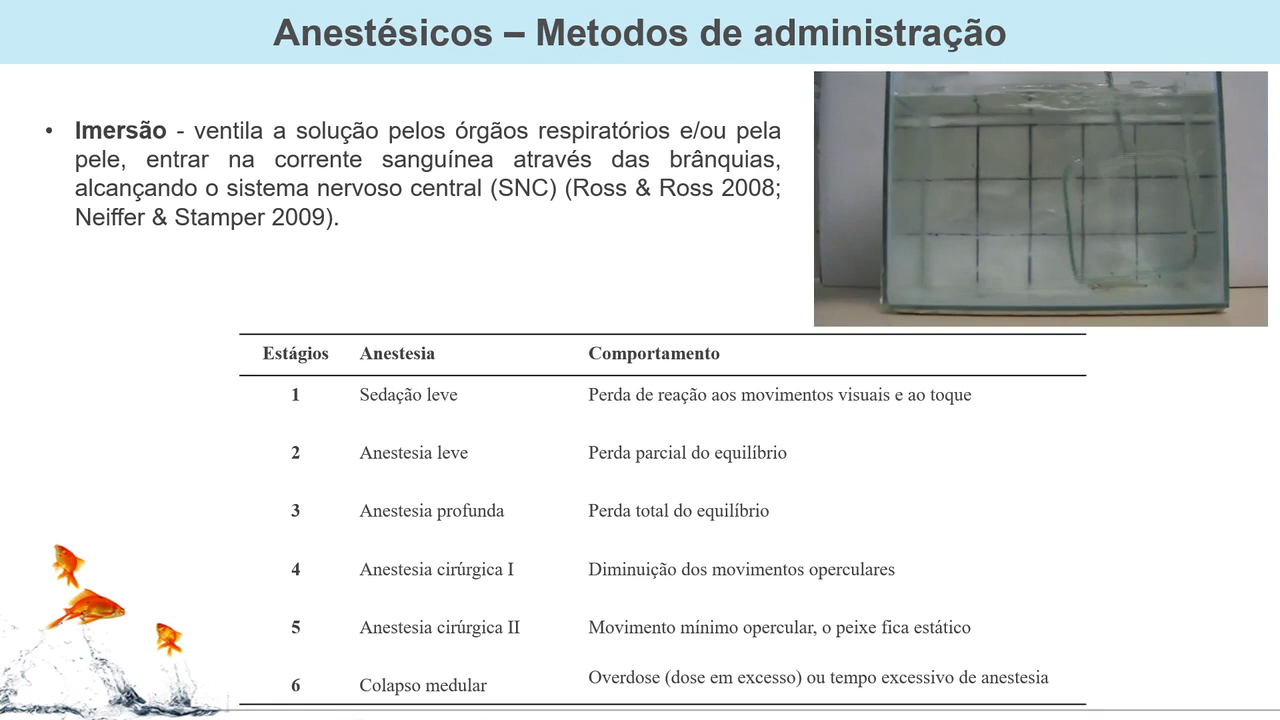 Anestésicos – Metodos de administração
• Imersão - ventila a solução pelos órgãos respiratórios e/ou pela
pele, entrar na corrente sanguínea através das brânquias,
alcançando o sistema nervoso central (SNC) (Ross & Ross 2008;
Neiffer & Stamper 2009).
Estágios Anestesia Comportamento
1 Sedação leve Perda de reação aos movimentos visuais e ao toque
2 Anestesia leve Perda parcial do equilíbrio
3 Anestesia profunda Perda total do equilíbrio
4 Anestesia cirúrgica I Diminuição dos movimentos operculares
5 Anestesia cirúrgica II Movimento mínimo opercular, o peixe fica estático
6 Colapso medular Overdose (dose em excesso) ou tempo excessivo de anestesia